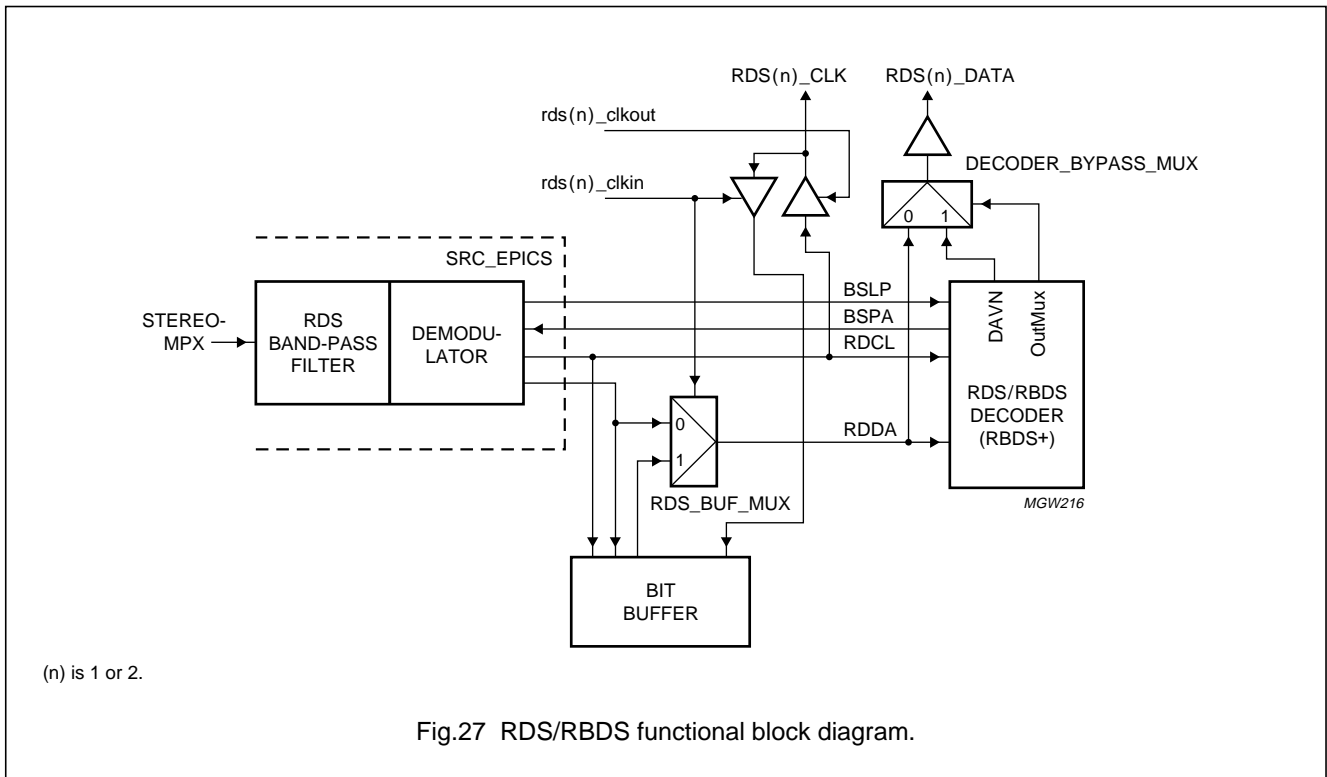 RDS(n)_CLK
RDS(n)_DATA
rds(n)_clkout
DECODER_BYPASS_MUX
rds(n)_clkin
0
1
SRC_EPICS
BSLP
BSPA
RDCL
DAVN
OutMux
STEREO-
MPX
RDS
BAND-PASS
FILTER
DEMODU-
LATOR
RDS/RBDS
DECODER
(RBDS+)
0
1
RDDA
RDS_BUF_MUX
MGW216
BIT
BUFFER
(n) is 1 or 2.
Fig.27 RDS/RBDS functional block diagram.